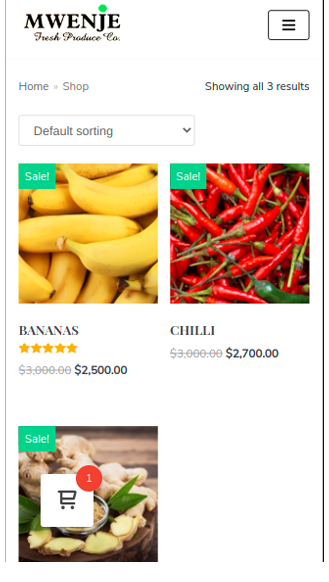 MWENJE
Fresh Produce Co.
Home » Shop
Showing all 3 results
Default sorting
Sale!
Sale!
BANANAS
CHILLI
$3,000.00 $2,500.00
$3,000.00 $2,700.00
Sale!
1